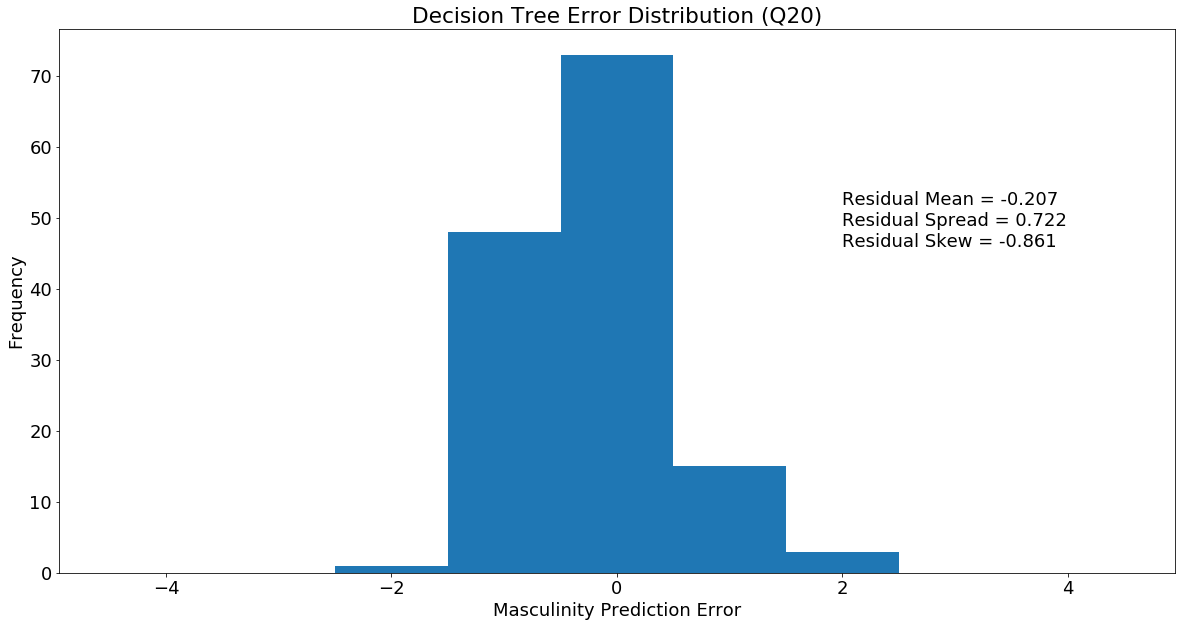 Decision Tree Error Distribution (Q20)
70
60
50
40
30
20
10
0
Frequency
Residual Mean = -0.207
Residual Spread = 0.722
Residual Skew = -0.861
−4 −2 0 2 4
Masculinity Prediction Error